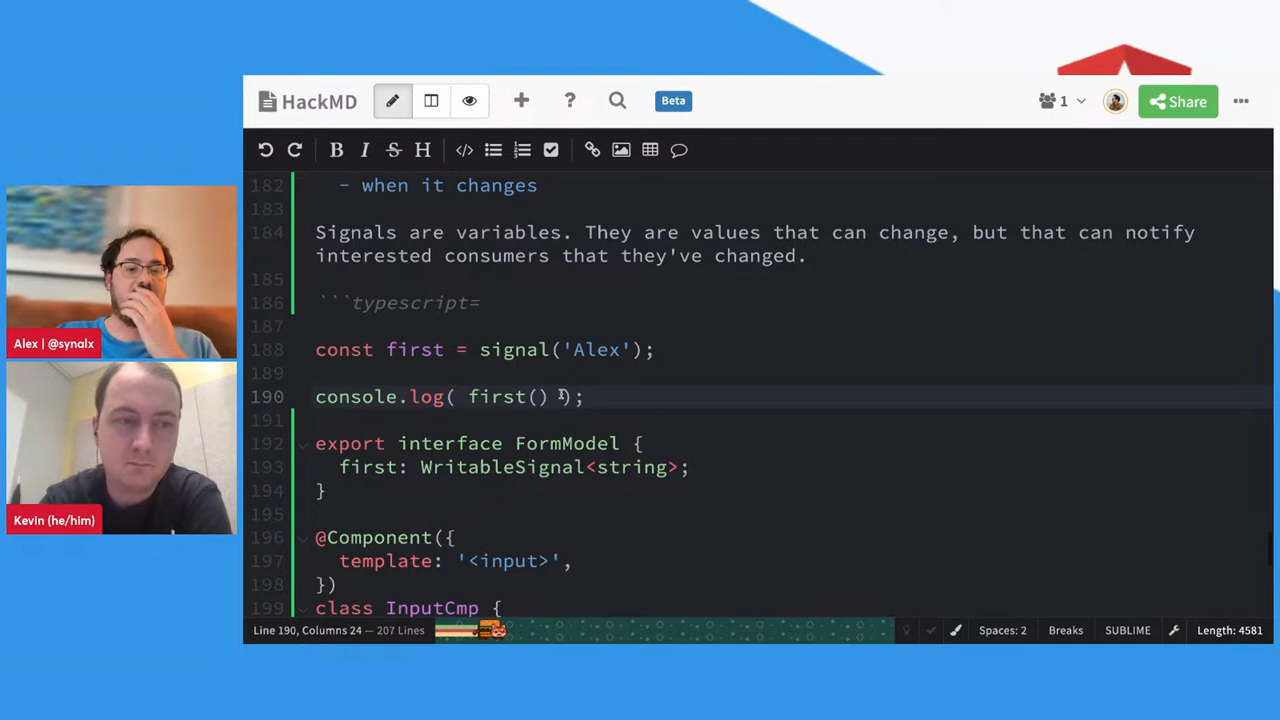 HackMD
Beta
1
Share
B I S H
182 - when it changes
183
184 Signals are variables. They are values that can change, but that can notify
interested consumers that they've changed.
185
186 ```typescript=
187
188 const first = signal('Alex');
189
190 console.log( first() );
191
192 export interface FormModel {
193 first: WritableSignal<string>;
194 }
195
196 @Component({
197 template: '<input>',
198 })
199 class InputCmp {
Line 190, Columns 24 — 207 Lines
Spaces: 2
Breaks
SUBLIME
Length: 4581
Alex | @synalx
Kevin (he/him)